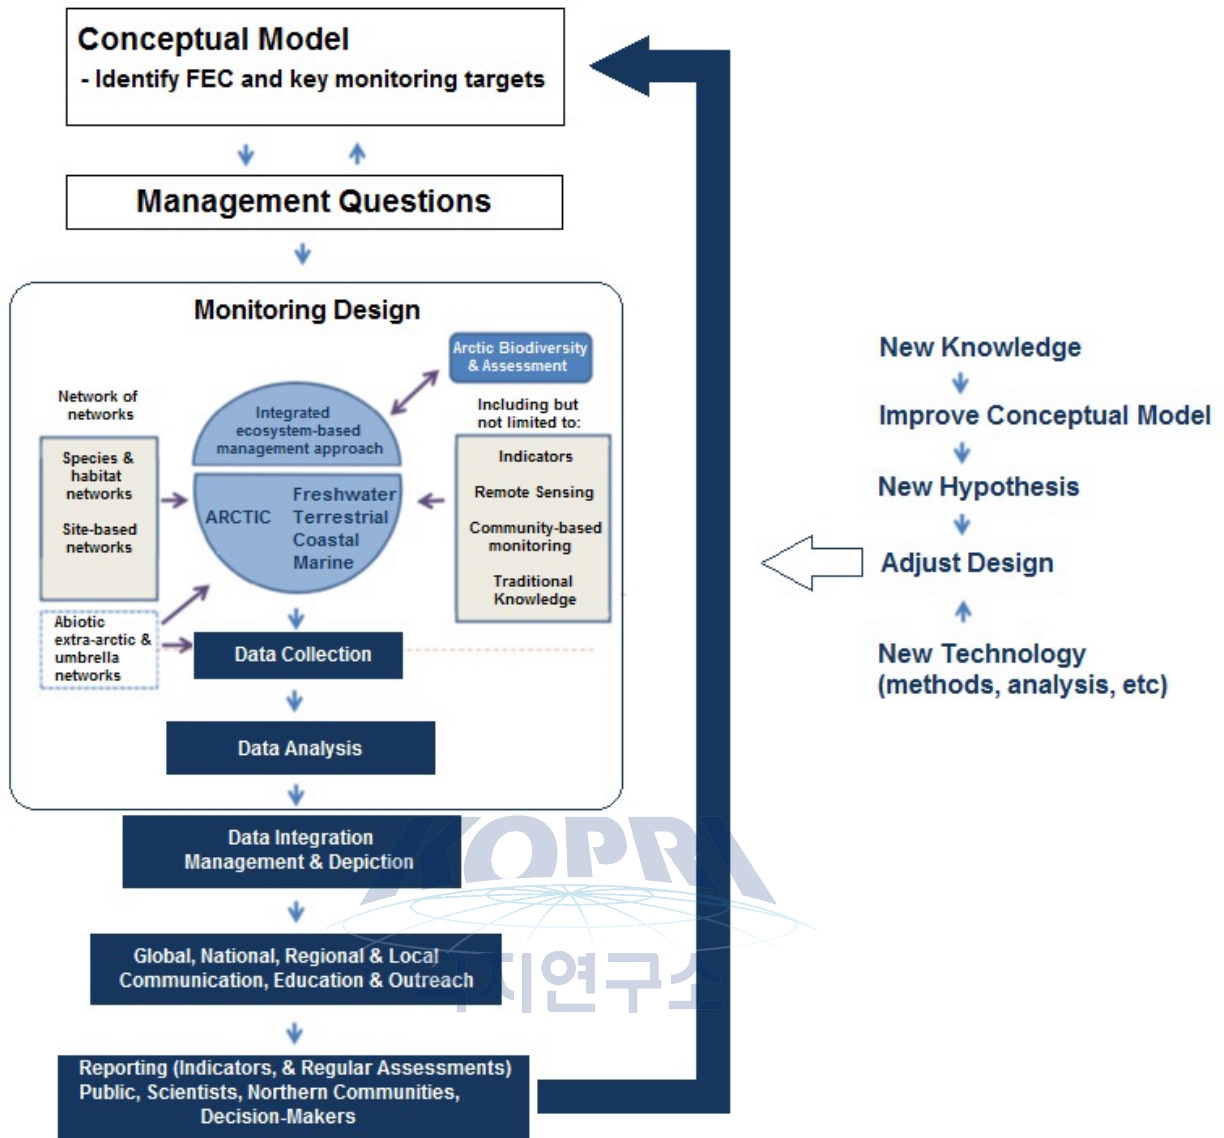 Conceptual Model
- Identify FEC and key monitoring targets
Management Questions
Monitoring Design
Arctic Biodiversity
& Assessment
Network of
networks
Species &
habitat
networks
Site-based
networks
Abiotic
extra-arctic &
umbrella
networks
Integrated
ecosystem-based
management approach
ARCTIC
Freshwater
Terrestrial
Coastal
Marine
Including but
not limited to:
Indicators
Remote Sensing
Community-based
monitoring
Traditional
Knowledge
Data Collection
Data Analysis
Data Integration
Management & Depiction
Global, National, Regional & Local
Communication, Education & Outreach
Reporting (Indicators, & Regular Assessments)
Public, Scientists, Northern Communities,
Decision-Makers
New Knowledge
Improve Conceptual Model
New Hypothesis
Adjust Design
New Technology
(methods, analysis, etc)
KOPRI
극지연구소